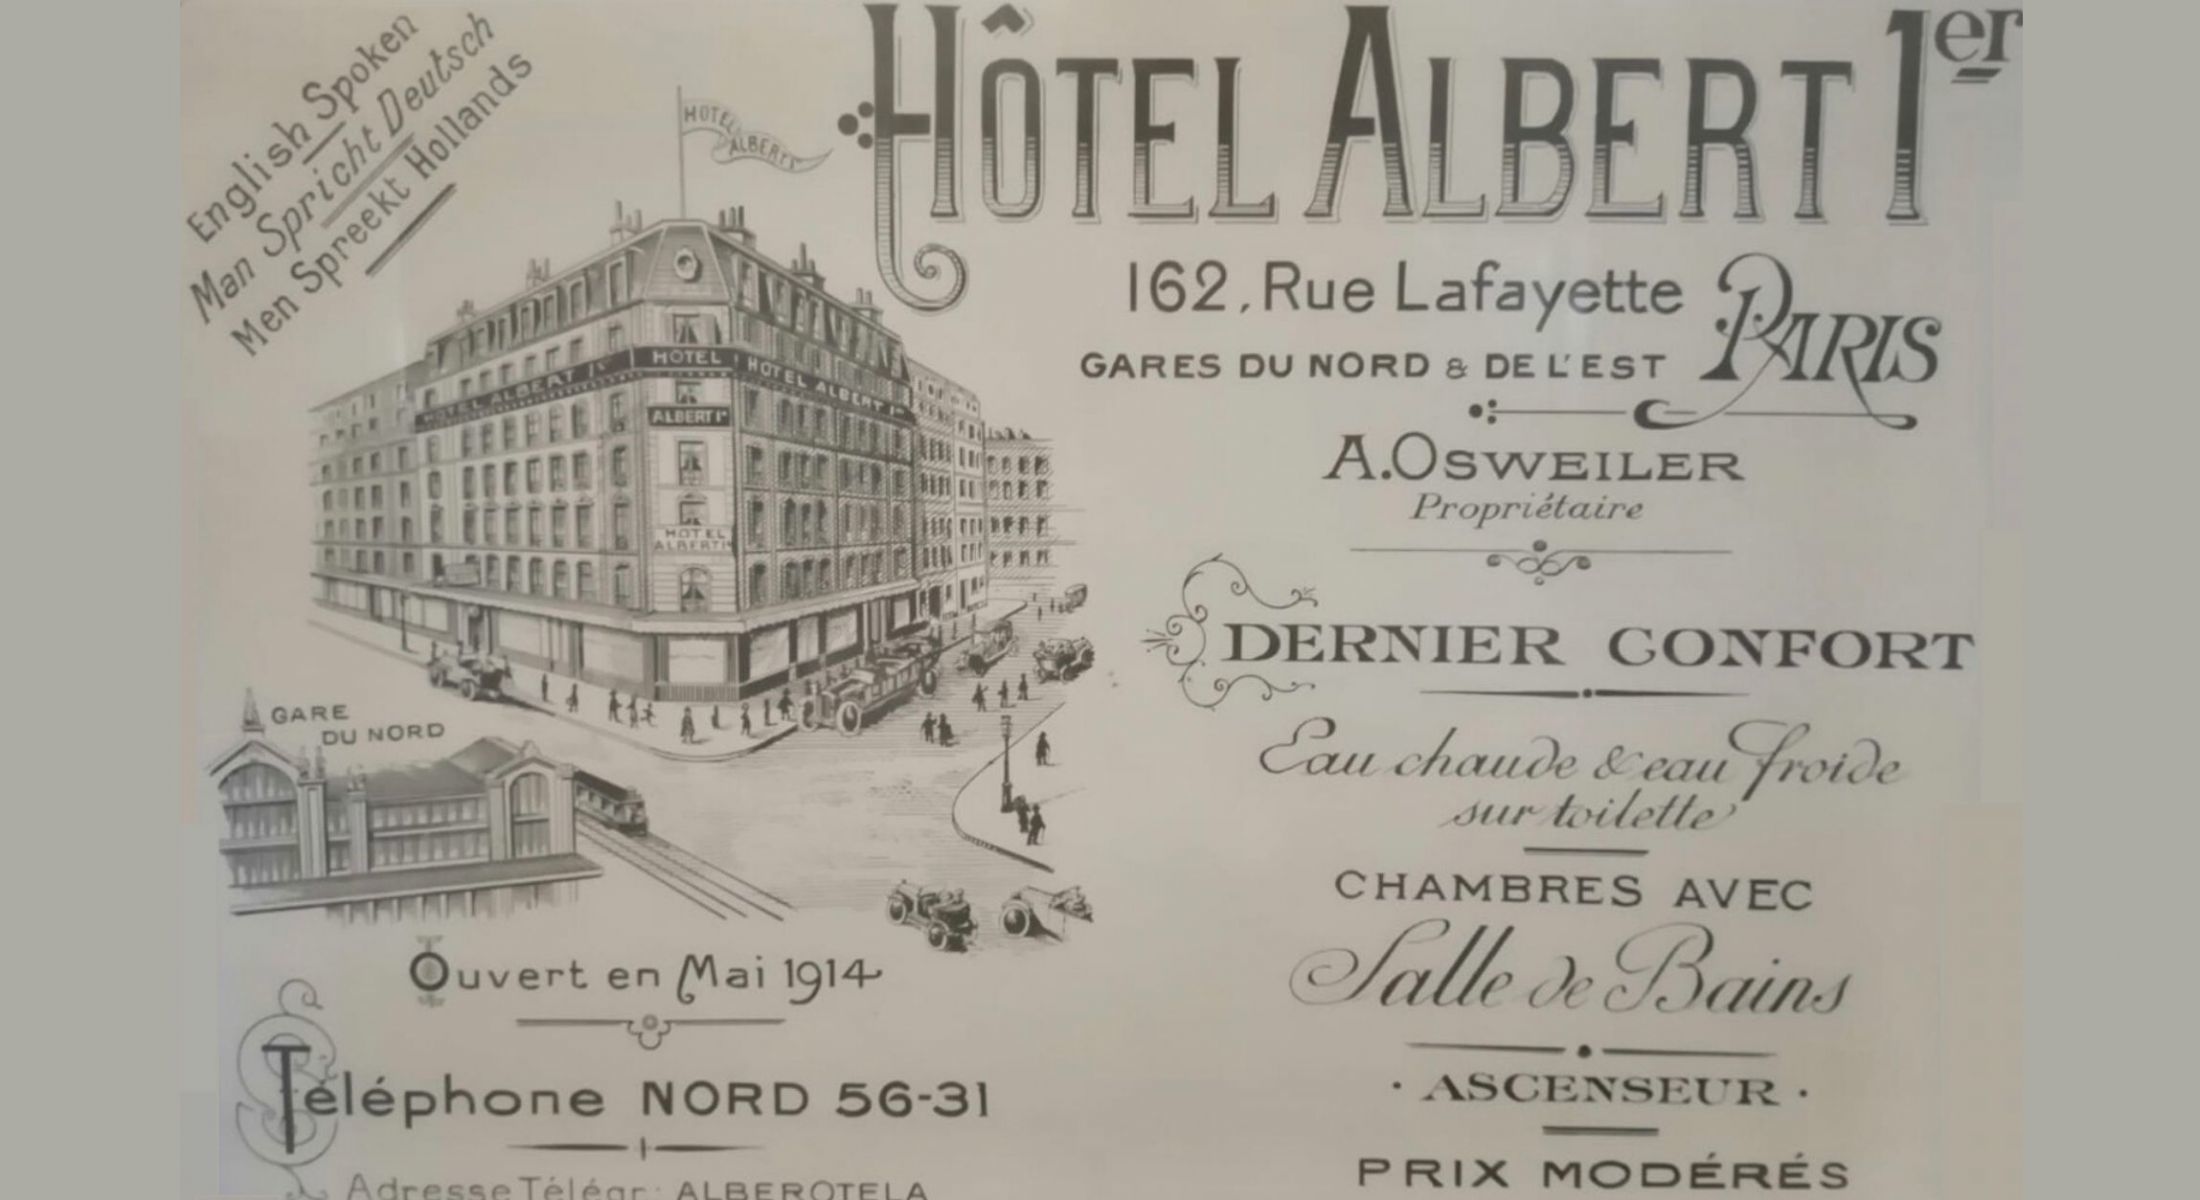 English Spoken
Man Spricht Deutsch
Men Spreekt Hollands
HOTEL
ALBERT 1er
HÔTEL ALBERT 1er
162, Rue Lafayette
GARES DU NORD & DE L'EST
PARIS
A. OSWEILER
Propriétaire
HOTEL ALBERT 1er
HOTEL
HOTEL ALBERT 1er
ALBERT 1er
HOTEL
ALBERT 1er
DERNIER CONFORT
Eau chaude & eau froide
sur toilette
CHAMBRES AVEC
Salle de Bains
· ASCENSEUR ·
PRIX MODÉRÉS
GARE
DU NORD
Ouvert en Mai 1914
Téléphone NORD 56-31
Adresse Télégr: ALBEROTELA